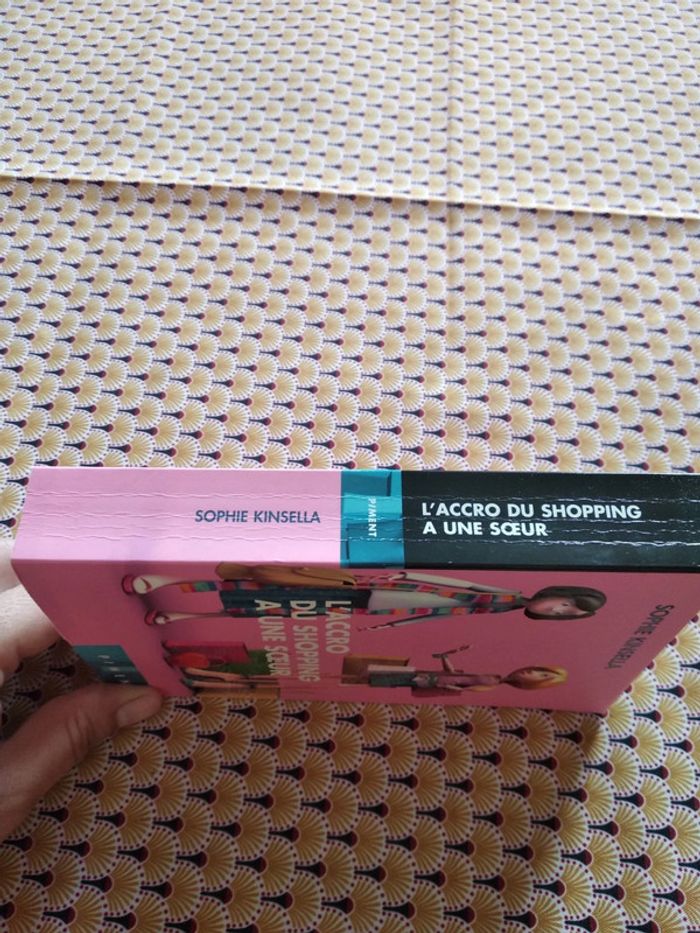 SOPHIE KINSELLA
PIMENT
L'ACCRO DU SHOPPING
A UNE SŒUR
SOPHIE KINSELLA
L'ACCRO
DU SHOPPING
A UNE SŒUR